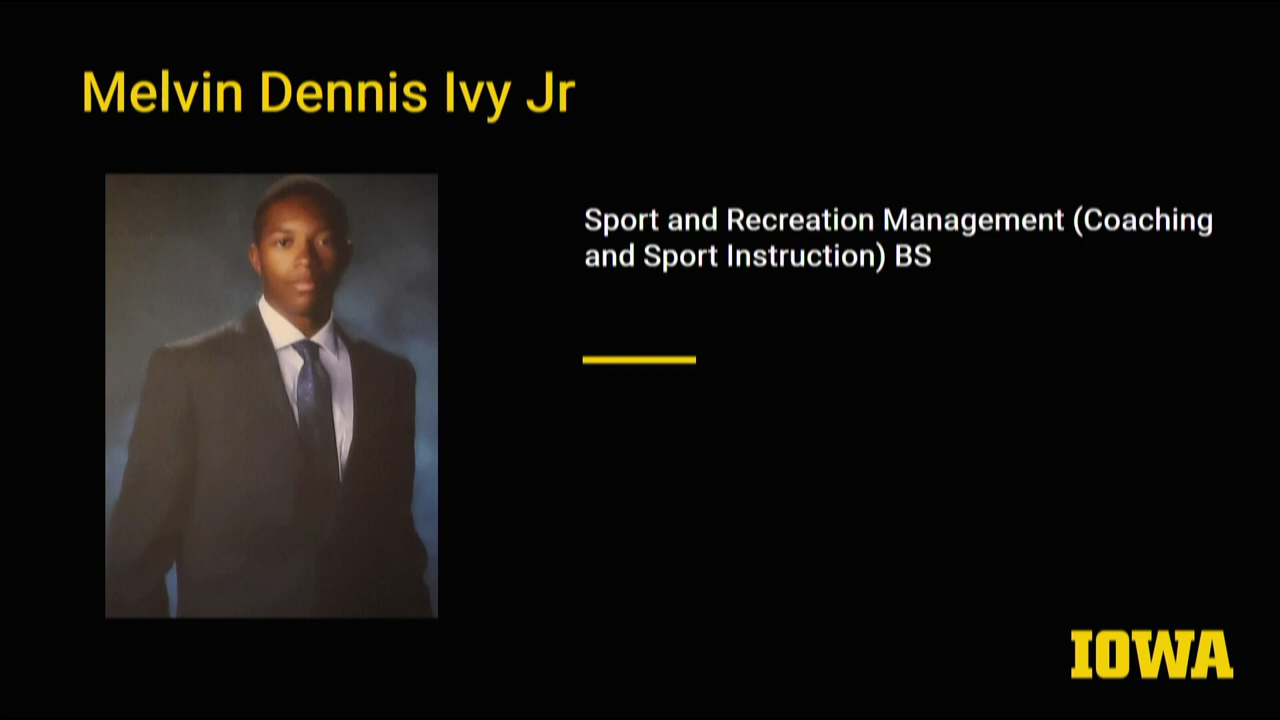 Melvin Dennis Ivy Jr
Sport and Recreation Management (Coaching
and Sport Instruction) BS
IOWA